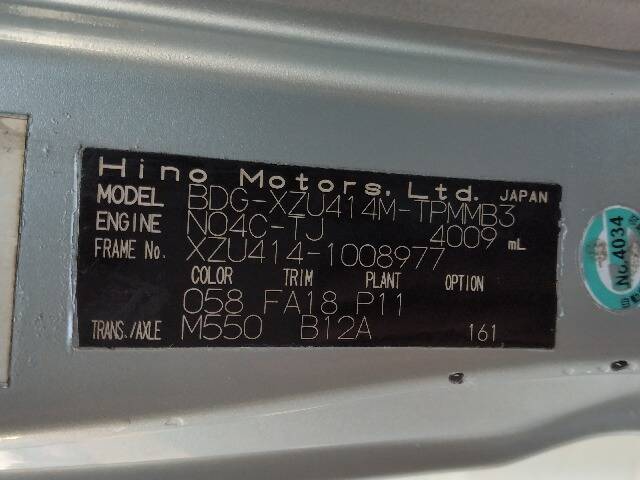 Hino Motors, Ltd. JAPAN
MODEL BDG-XZU414M-TPMMB3
ENGINE N04C-TJ 4009 mL
FRAME No. XZU414-1008977
COLOR TRIM PLANT OPTION
058 FA18 P11
TRANS./AXLE M550 B12A 161
No.4034